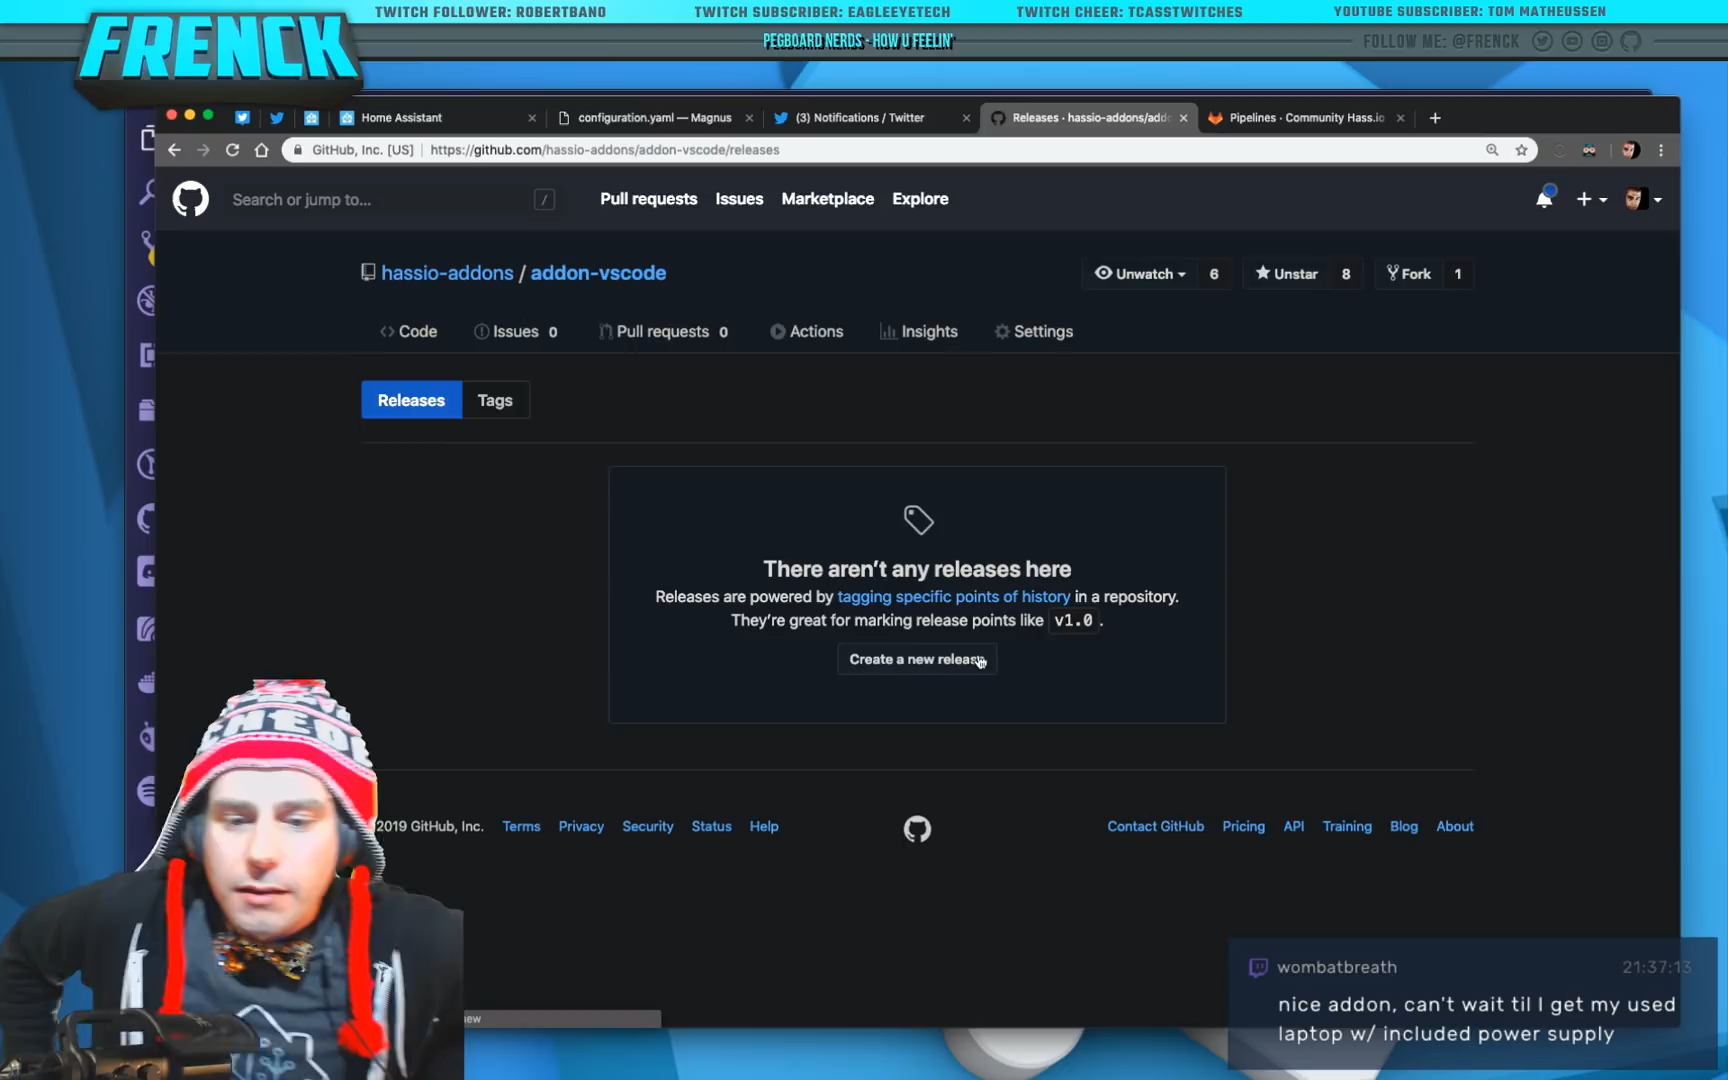 TWITCH FOLLOWER: ROBERTBANO
TWITCH SUBSCRIBER: EAGLEEYETECH
TWITCH CHEER: TCASSTWITCHES
YOUTUBE SUBSCRIBER: TOM MATHEUSSEN
FRENCK
PEGBOARD NERDS - HOW U FEELIN'
FOLLOW ME: @FRENCK
Home Assistant
configuration.yaml — Magnus
(3) Notifications / Twitter
Releases · hassio-addons/add
Pipelines · Community Hass.io
GitHub, Inc. [US]
https://github.com/hassio-addons/addon-vscode/releases
Search or jump to...
/
Pull requests
Issues
Marketplace
Explore
hassio-addons / addon-vscode
Unwatch 6
Unstar 8
Fork 1
Code
Issues 0
Pull requests 0
Actions
Insights
Settings
Releases
Tags
There aren't any releases here
Releases are powered by tagging specific points of history in a repository.
They're great for marking release points like v1.0.
Create a new release
2019 GitHub, Inc.
Terms
Privacy
Security
Status
Help
Contact GitHub
Pricing
API
Training
Blog
About
new
wombatbreath
21:37:13
nice addon, can't wait til I get my used
laptop w/ included power supply